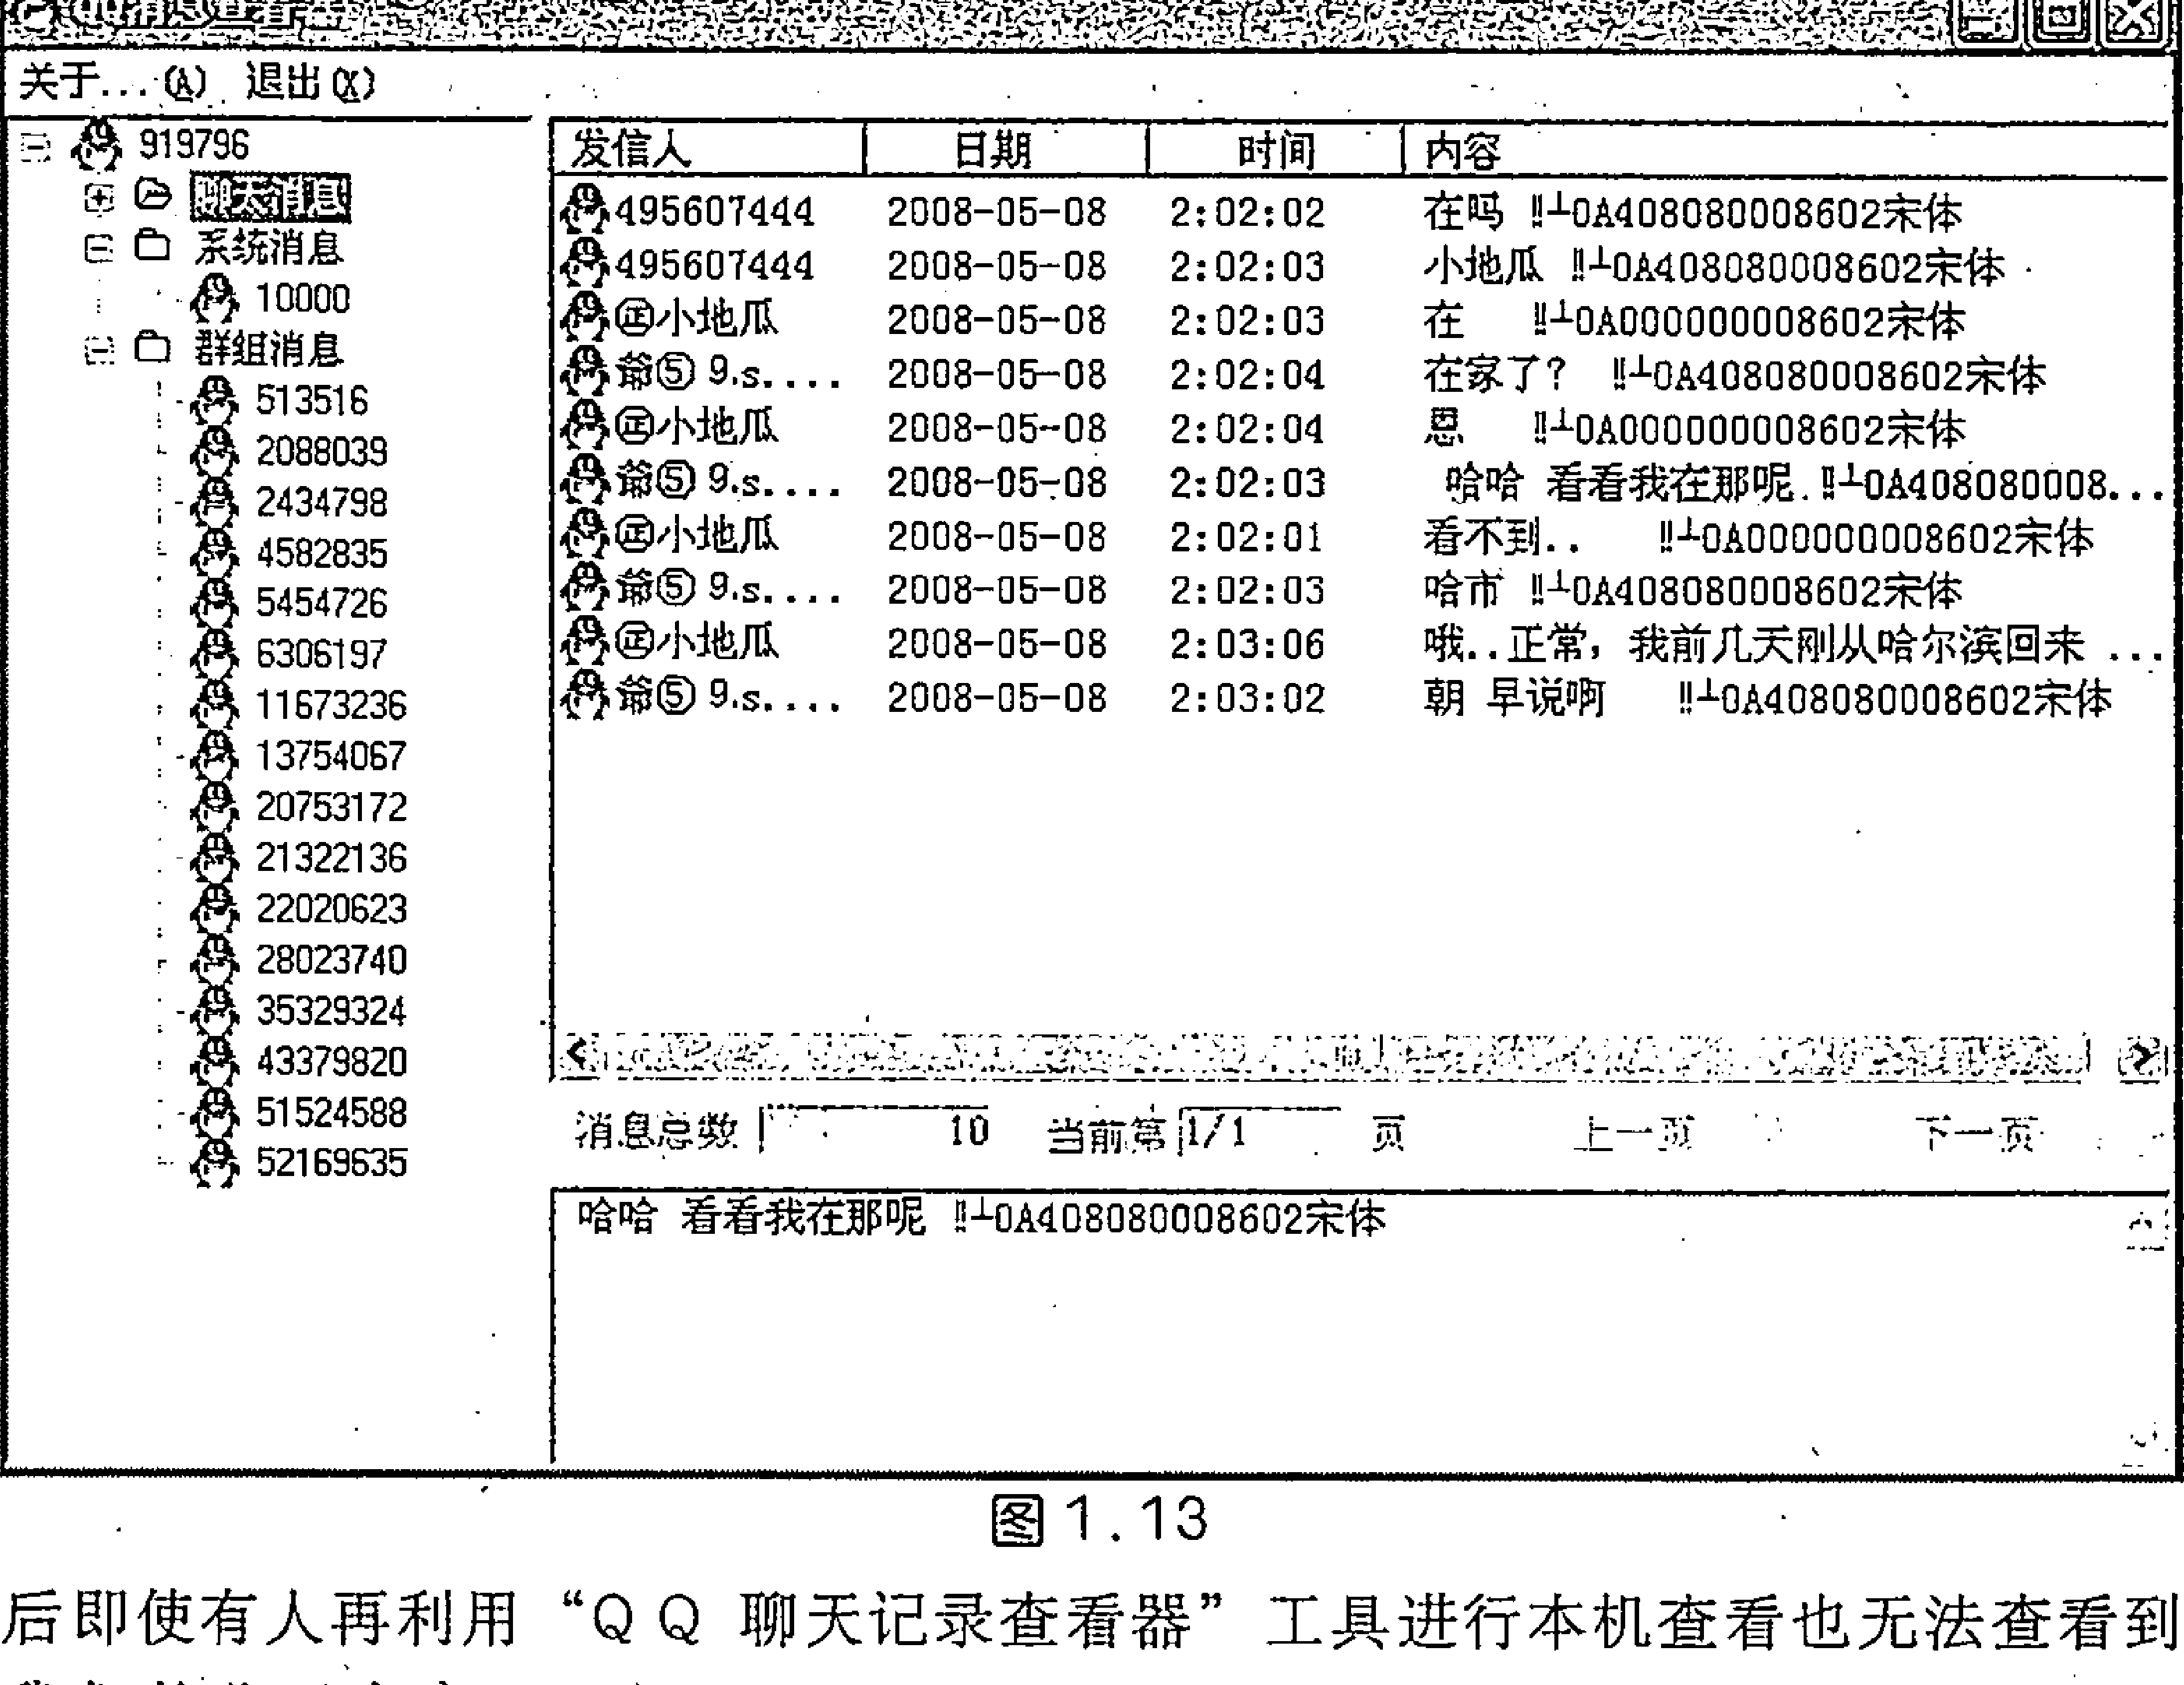 QQ消息查看器
关于...(A) 退出(X)
919796
聊天消息
系统消息
10000
群组消息
513516
2088039
2434798
4582835
5454726
6306197
11673236
13754067
20753172
21322136
22020623
28023740
35329324
43379820
51524588
52169635
发信人 日期 时间 内容
495607444 2008-05-08 2:02:02 在吗 ‼┴0A408080008602宋体
495607444 2008-05-08 2:02:03 小地瓜 ‼┴0A408080008602宋体
㊣小地瓜 2008-05-08 2:02:03 在 ‼┴0A000000008602宋体
⑤ 9.s.... 2008-05-08 2:02:04 在家了? ‼┴0A408080008602宋体
㊣小地瓜 2008-05-08 2:02:04 恩 ‼┴0A000000008602宋体
⑤ 9.s.... 2008-05-08 2:02:03 哈哈 看看我在那呢 ‼┴0A408080008...
㊣小地瓜 2008-05-08 2:02:01 看不到.. ‼┴0A000000008602宋体
⑤ 9.s.... 2008-05-08 2:02:03 哈市 ‼┴0A408080008602宋体
㊣小地瓜 2008-05-08 2:03:06 哦..正常，我前几天刚从哈尔滨回来 ...
⑤ 9.s.... 2008-05-08 2:03:02 朝 早说啊 ‼┴0A408080008602宋体
消息总数 10 当前第 1/1 页 上一页 下一页
哈哈 看看我在那呢 ‼┴0A408080008602宋体
图1.13
后即使有人再利用“QQ 聊天记录查看器”工具进行本机查看也无法查看到